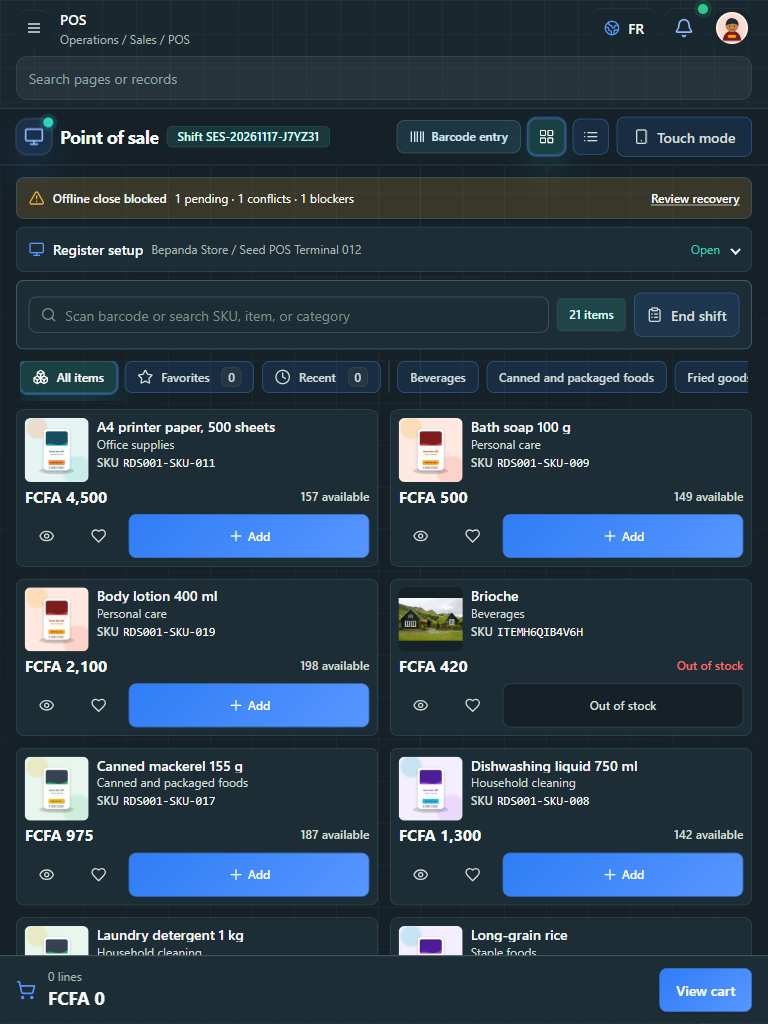 POS
Operations / Sales / POS
FR
Search pages or records
Point of sale
Shift SES-20261117-J7YZ31
Barcode entry
Touch mode
Offline close blocked 1 pending · 1 conflicts · 1 blockers
Review recovery
Register setup Bepanda Store / Seed POS Terminal 012
Open
Scan barcode or search SKU, item, or category
21 items
End shift
All items
Favorites 0
Recent 0
Beverages
Canned and packaged foods
Fried goods
A4 printer paper, 500 sheets
Office supplies
SKU RDS001-SKU-011
FCFA 4,500
157 available
Add
Bath soap 100 g
Personal care
SKU RDS001-SKU-009
FCFA 500
149 available
Add
Body lotion 400 ml
Personal care
SKU RDS001-SKU-019
FCFA 2,100
198 available
Add
Brioche
Beverages
SKU ITEMH6QIB4V6H
FCFA 420
Out of stock
Out of stock
Canned mackerel 155 g
Canned and packaged foods
SKU RDS001-SKU-017
FCFA 975
187 available
Add
Dishwashing liquid 750 ml
Household cleaning
SKU RDS001-SKU-008
FCFA 1,300
142 available
Add
Laundry detergent 1 kg
Household cleaning
Long-grain rice
Staple foods
0 lines
FCFA 0
View cart